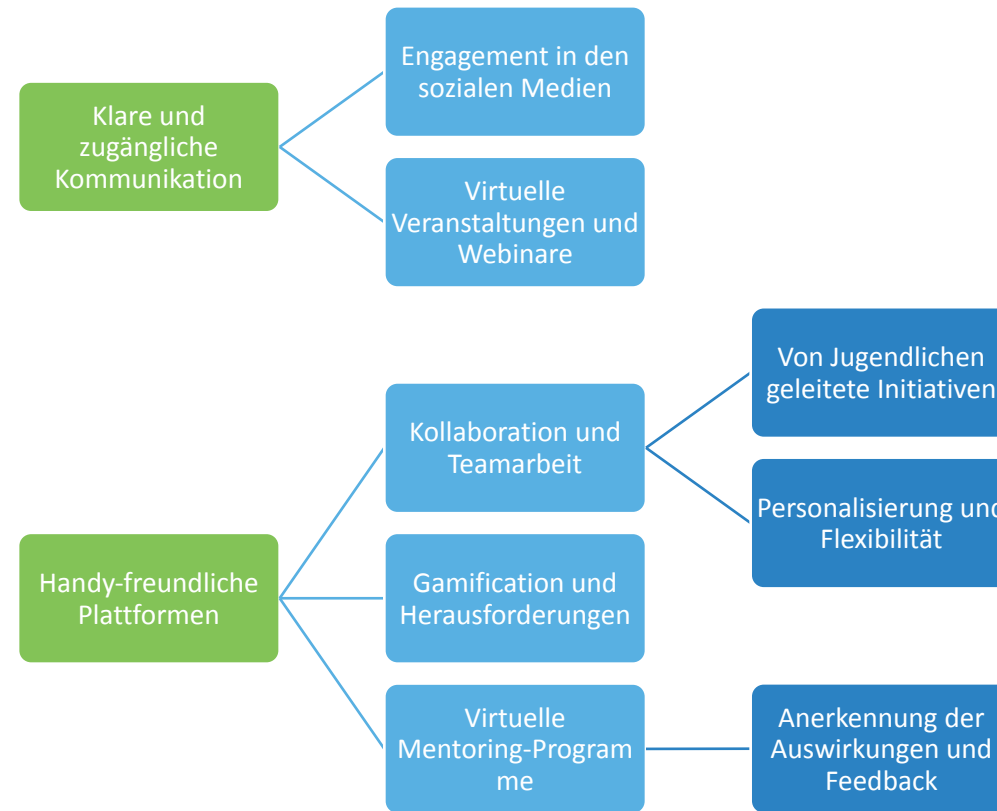 Engagement in den
sozialen Medien
Klare und
zugängliche
Kommunikation
Virtuelle
Veranstaltungen und
Webinare
Von Jugendlichen
geleitete Initiativen
Kollaboration und
Teamarbeit
Personalisierung und
Flexibilität
Handy-freundliche
Plattformen
Gamification und
Herausforderungen
Virtuelle
Mentoring-Program
me
Anerkennung der
Auswirkungen und
Feedback